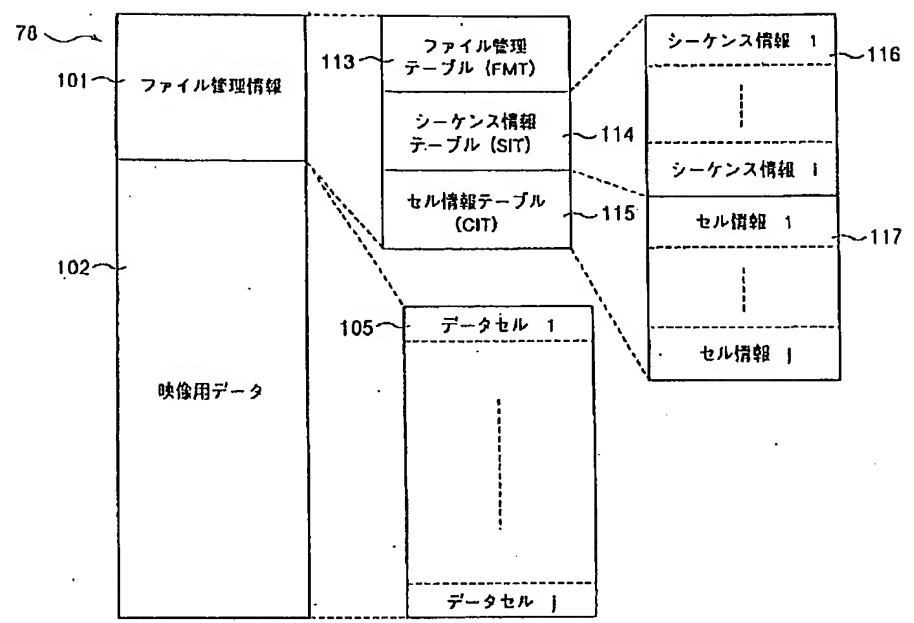 78
101
ファイル管理情報
102
映像用データ
113
ファイル管理
テーブル (FMT)
シーケンス情報
テーブル (SIT)
114
セル情報テーブル
(CIT)
115
シーケンス情報 1
116
シーケンス情報 i
セル情報 1
117
セル情報 j
105
データセル 1
データセル j